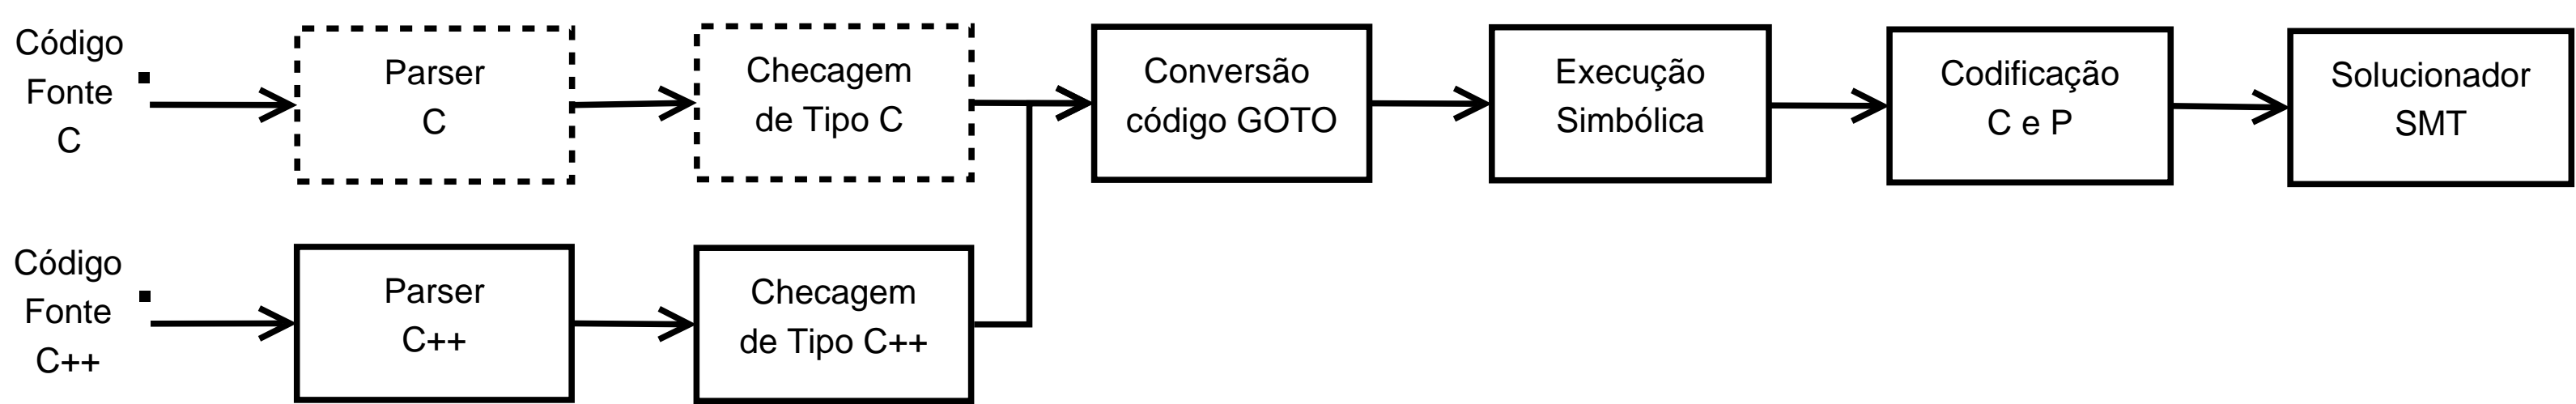 Código
Fonte
C
Parser
C
Checagem
de Tipo C
Conversão
código GOTO
Execução
Simbólica
Codificação
C e P
Solucionador
SMT
Código
Fonte
C++
Parser
C++
Checagem
de Tipo C++